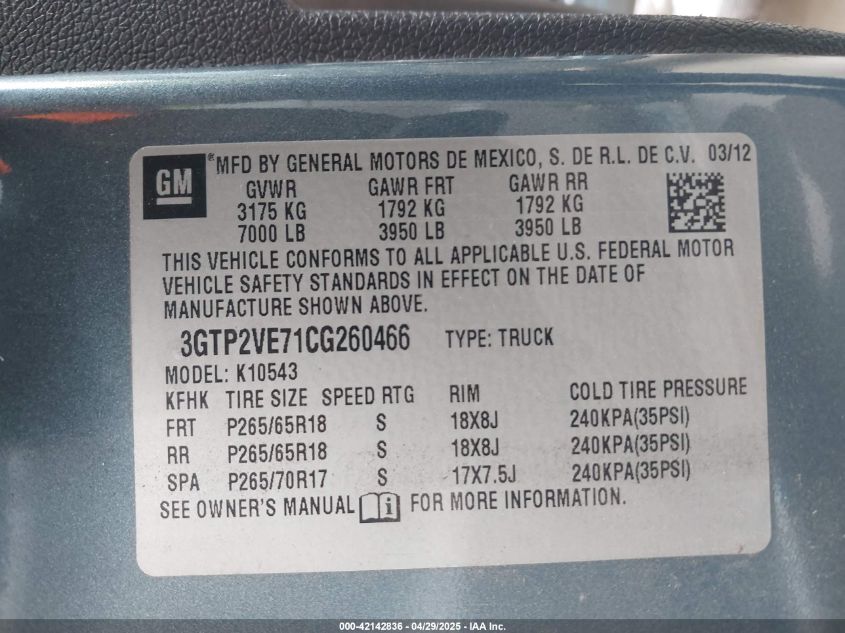 GM ®MFD BY GENERAL MOTORS DE MEXICO, S. DE R.L. DE C.V. 03/12
GVWR GAWR FRT GAWR RR
3175 KG 1792 KG 1792 KG
7000 LB 3950 LB 3950 LB
THIS VEHICLE CONFORMS TO ALL APPLICABLE U.S. FEDERAL MOTOR
VEHICLE SAFETY STANDARDS IN EFFECT ON THE DATE OF
MANUFACTURE SHOWN ABOVE.
3GTP2VE71CG260466 TYPE: TRUCK
MODEL: K10543
KFHK TIRE SIZE SPEED RTG RIM COLD TIRE PRESSURE
FRT P265/65R18 S 18X8J 240KPA(35PSI)
RR P265/65R18 S 18X8J 240KPA(35PSI)
SPA P265/70R17 S 17X7.5J 240KPA(35PSI)
SEE OWNER'S MANUAL i FOR MORE INFORMATION.
000-42142836 - 04/29/2025 - IAA Inc.